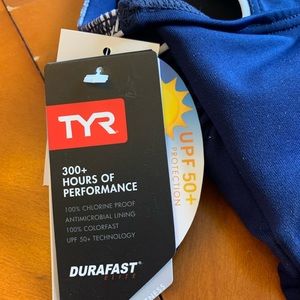 TYR
300+
HOURS OF
PERFORMANCE
100% CHLORINE PROOF
ANTIMICROBIAL LINING
100% COLORFAST
UPF 50+ TECHNOLOGY
DURAFAST
ELITE
UPF 50+
PROTECTION